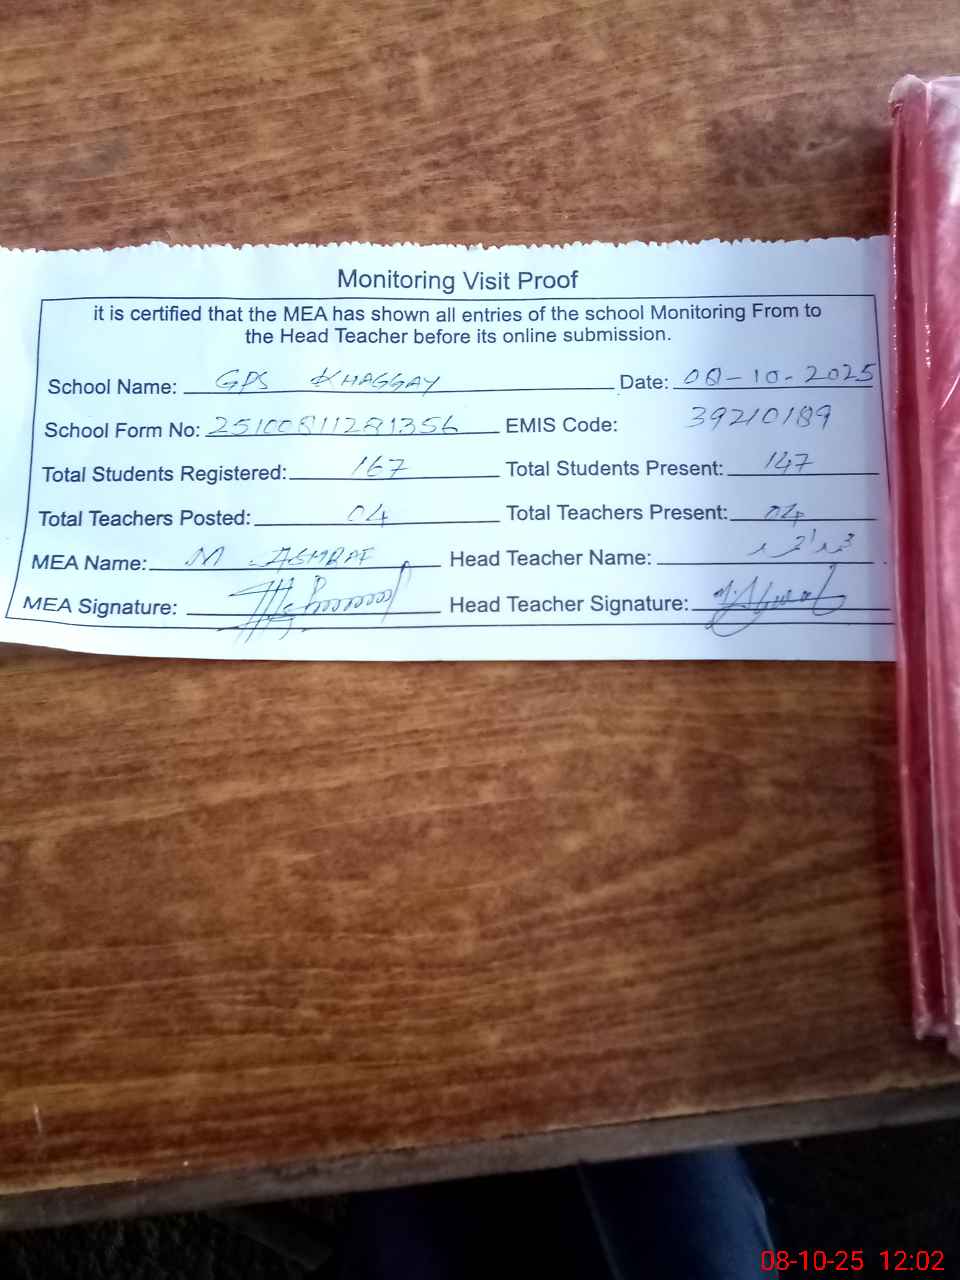 Monitoring Visit Proof
it is certified that the MEA has shown all entries of the school Monitoring From to
the Head Teacher before its online submission.
School Name: GPS KHAGGAY Date: 08-10-2025
School Form No: 25100811281356 EMIS Code: 39210189
Total Students Registered: 167 Total Students Present: 147
Total Teachers Posted: 04 Total Teachers Present: 04
MEA Name: M ASHRAF Head Teacher Name:
MEA Signature: Head Teacher Signature:
08-10-25 12:02